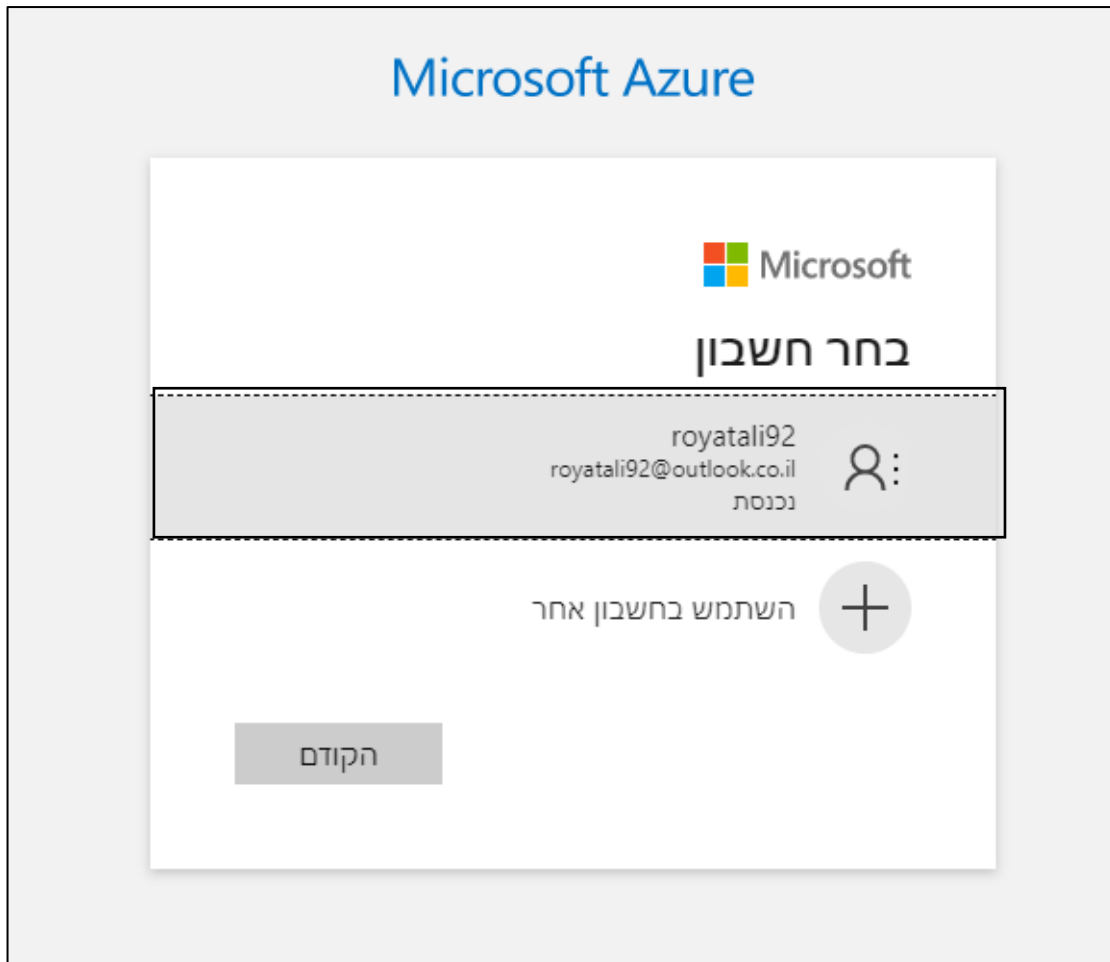 Microsoft Azure
Microsoft
בחר חשבון
royatali92
royatali92@outlook.co.il
נכנסת
השתמש בחשבון אחר
הקודם